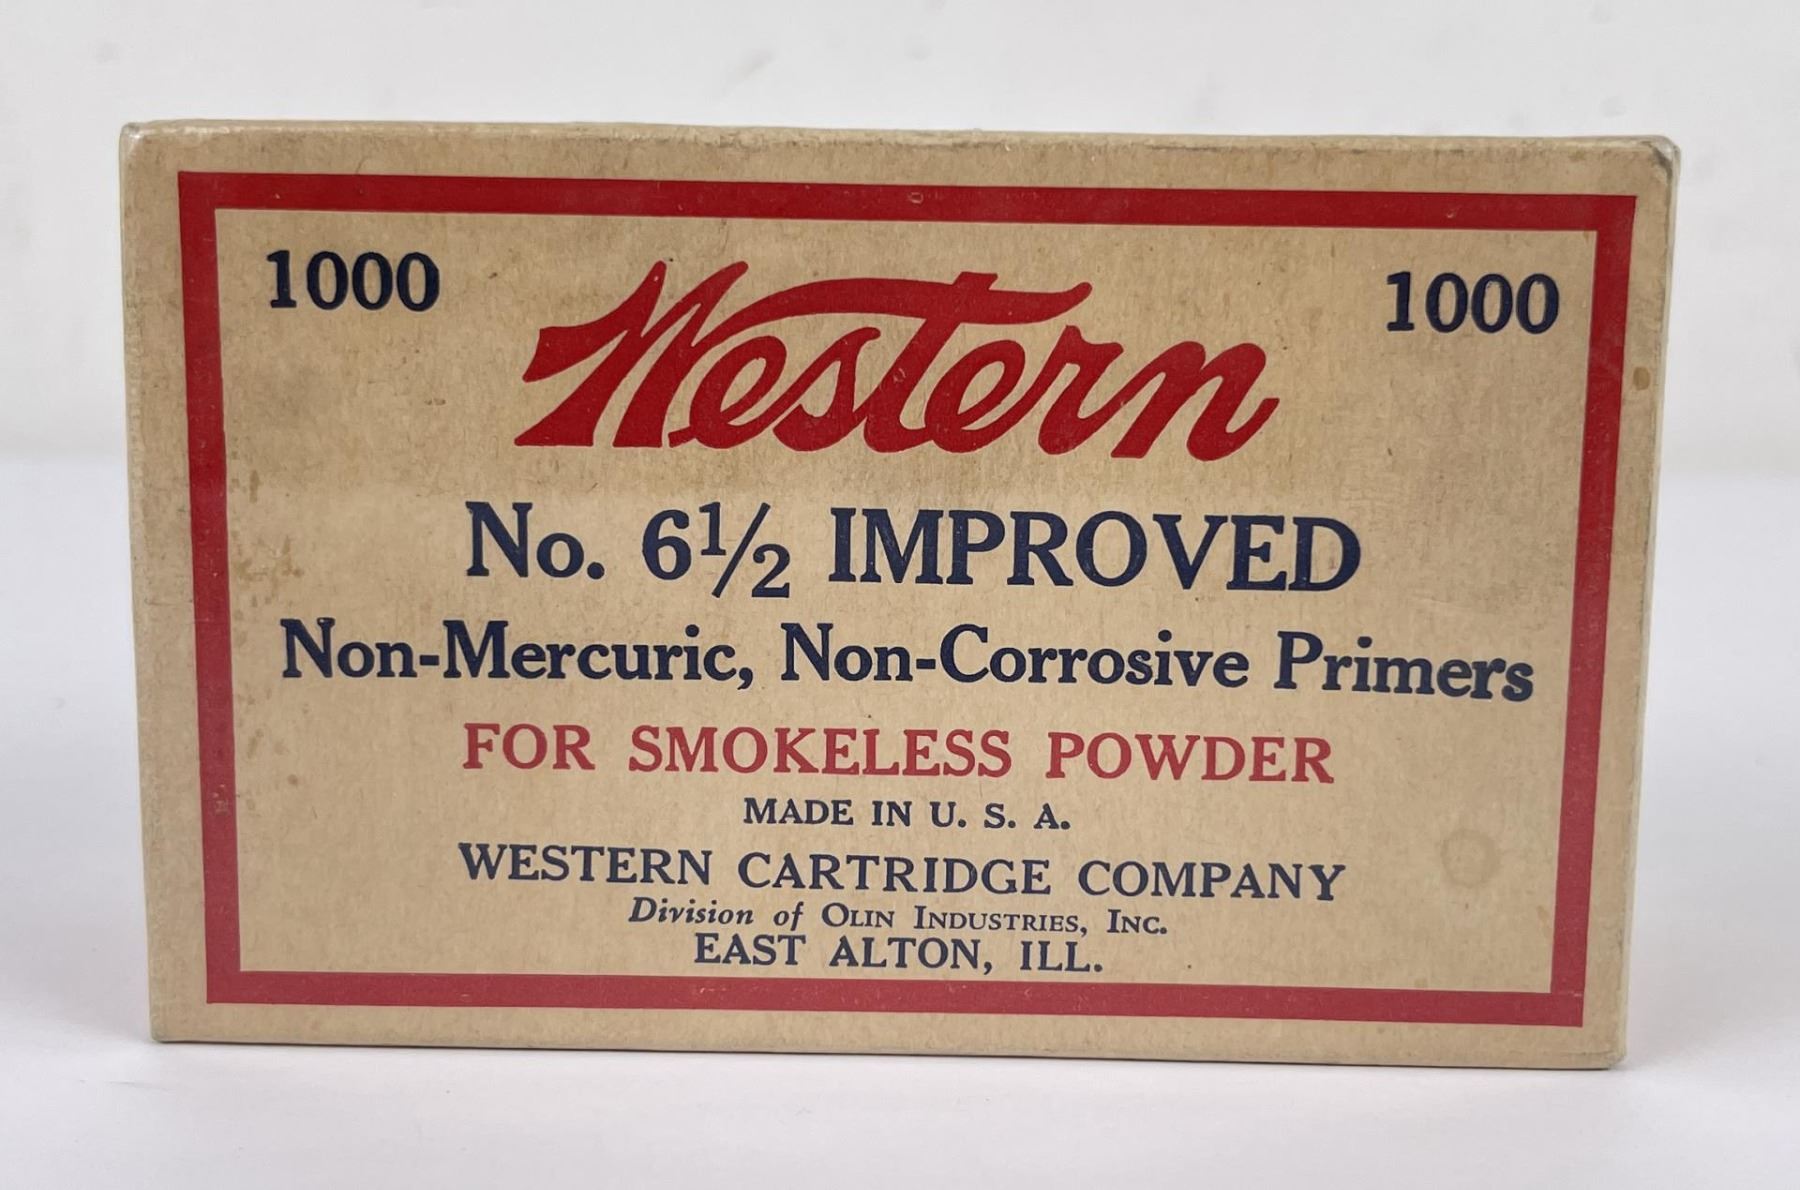 1000 Western 1000
No. 6½ IMPROVED
Non-Mercuric, Non-Corrosive Primers
FOR SMOKELESS POWDER
MADE IN U. S. A.
WESTERN CARTRIDGE COMPANY
Division of OLIN INDUSTRIES, INC.
EAST ALTON, ILL.